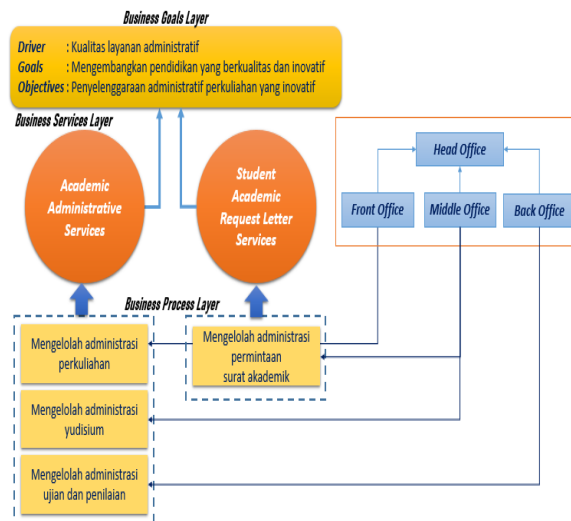 Business Goals Layer
Driver : Kualitas layanan administratif
Goals : Mengembangkan pendidikan yang berkualitas dan inovatif
Objectives : Penyelenggaraan administratif perkuliahan yang inovatif
Business Services Layer
Academic
Administrative
Services
Student
Academic
Request Letter
Services
Head Office
Front Office
Middle Office
Back Office
Business Process Layer
Mengelolah administrasi
perkuliahan
Mengelolah administrasi
permintaan
surat akademik
Mengelolah administrasi
yudisium
Mengelolah administrasi
ujian dan penilaian